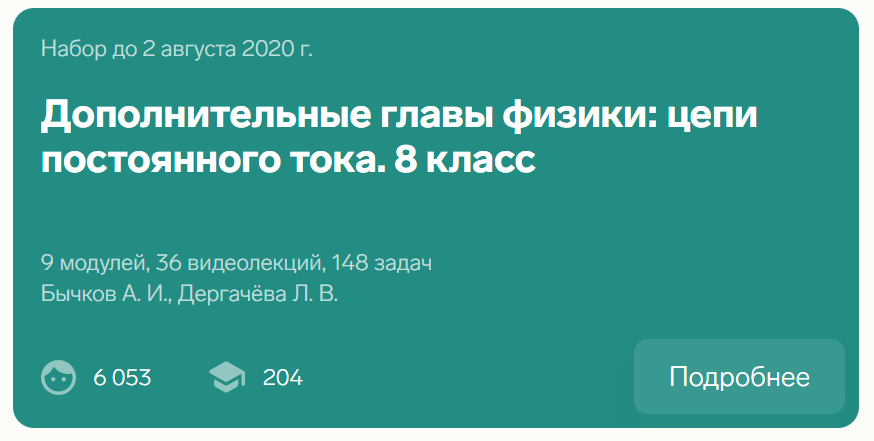 Набор до 2 августа 2020 г.
Дополнительные главы физики: цепи
постоянного тока. 8 класс
9 модулей, 36 видеолекций, 148 задач
Бычков А. И., Дергачёва Л. В.
6 053 204
Подробнее